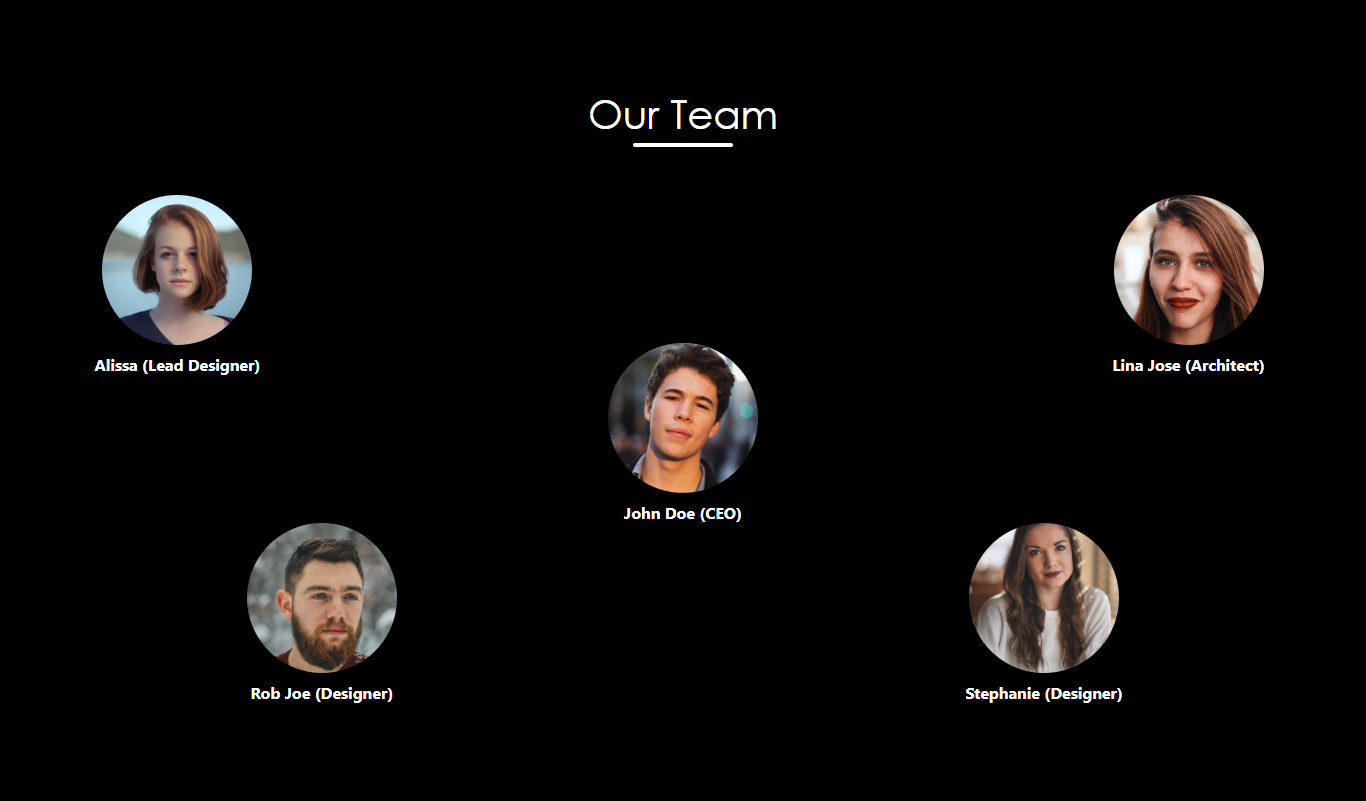 Our Team
Alissa (Lead Designer)
Lina Jose (Architect)
John Doe (CEO)
Rob Joe (Designer)
Stephanie (Designer)